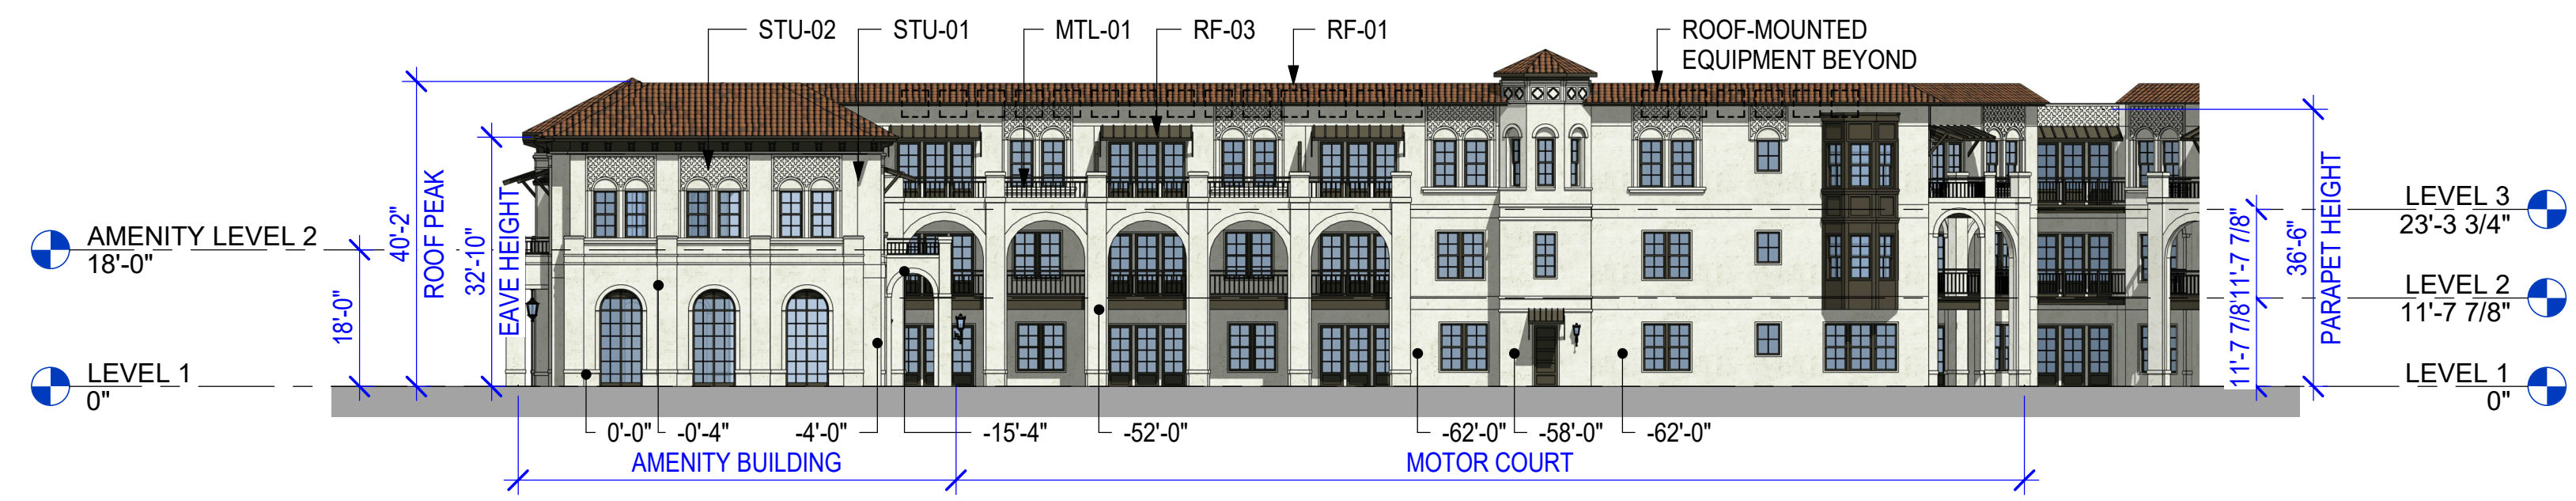 STU-02
STU-01
MTL-01
RF-03
RF-01
ROOF-MOUNTED
EQUIPMENT BEYOND
AMENITY LEVEL 2
18'-0"
LEVEL 1
0"
18'-0"
40'-2"
ROOF PEAK
32'-10"
EAVE HEIGHT
11'-7 7/8"
11'-7 7/8"
36'-6"
PARAPET HEIGHT
LEVEL 3
23'-3 3/4"
LEVEL 2
11'-7 7/8"
LEVEL 1
0"
0'-0"
-0'-4"
-4'-0"
-15'-4"
-52'-0"
-62'-0"
-58'-0"
-62'-0"
AMENITY BUILDING
MOTOR COURT